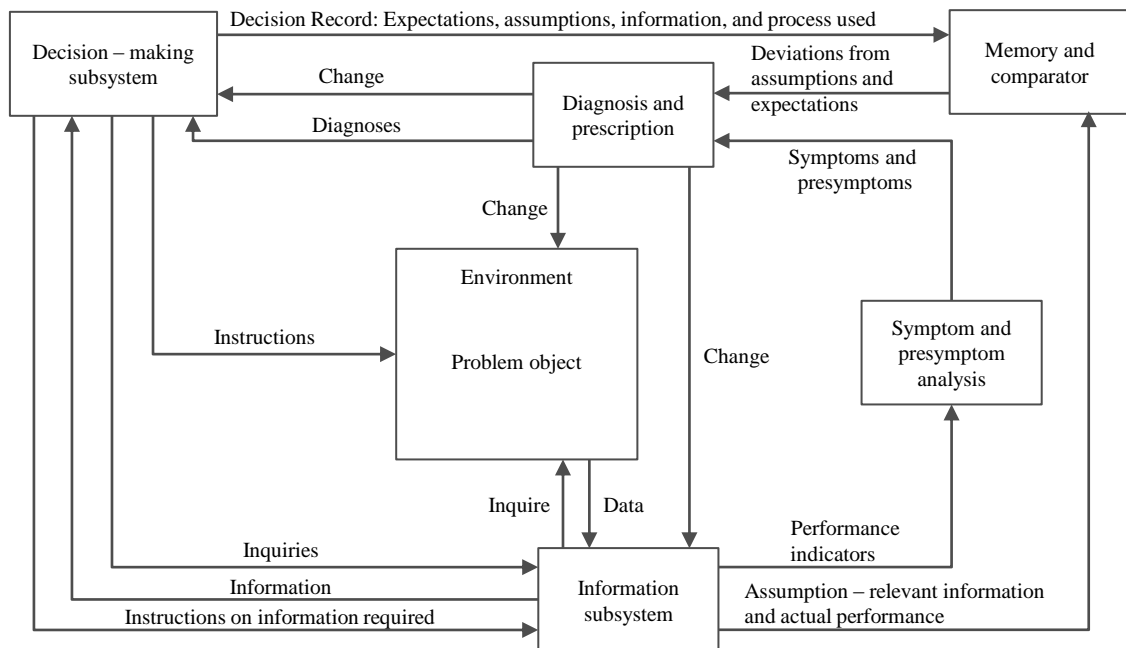 Decision Record: Expectations, assumptions, information, and process used
Decision – making
subsystem
Memory and
comparator
Deviations from
assumptions and
expectations
Change
Diagnosis and
prescription
Diagnoses
Symptoms and
presymptoms
Change
Environment
Problem object
Instructions
Change
Symptom and
presymptom
analysis
Inquire
Data
Performance
indicators
Inquiries
Information
Instructions on information required
Information
subsystem
Assumption – relevant information
and actual performance